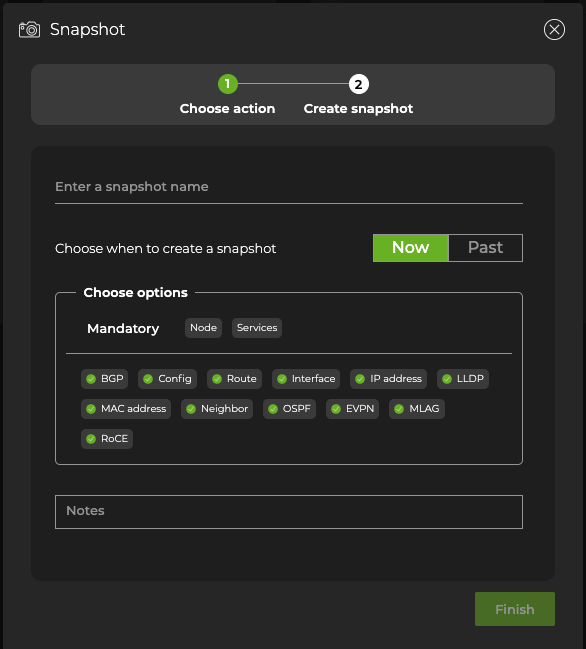 Snapshot
1 2
Choose action Create snapshot
Enter a snapshot name
Choose when to create a snapshot Now Past
Choose options
Mandatory Node Services
BGP Config Route Interface IP address LLDP
MAC address Neighbor OSPF EVPN MLAG
RoCE
Notes
Finish